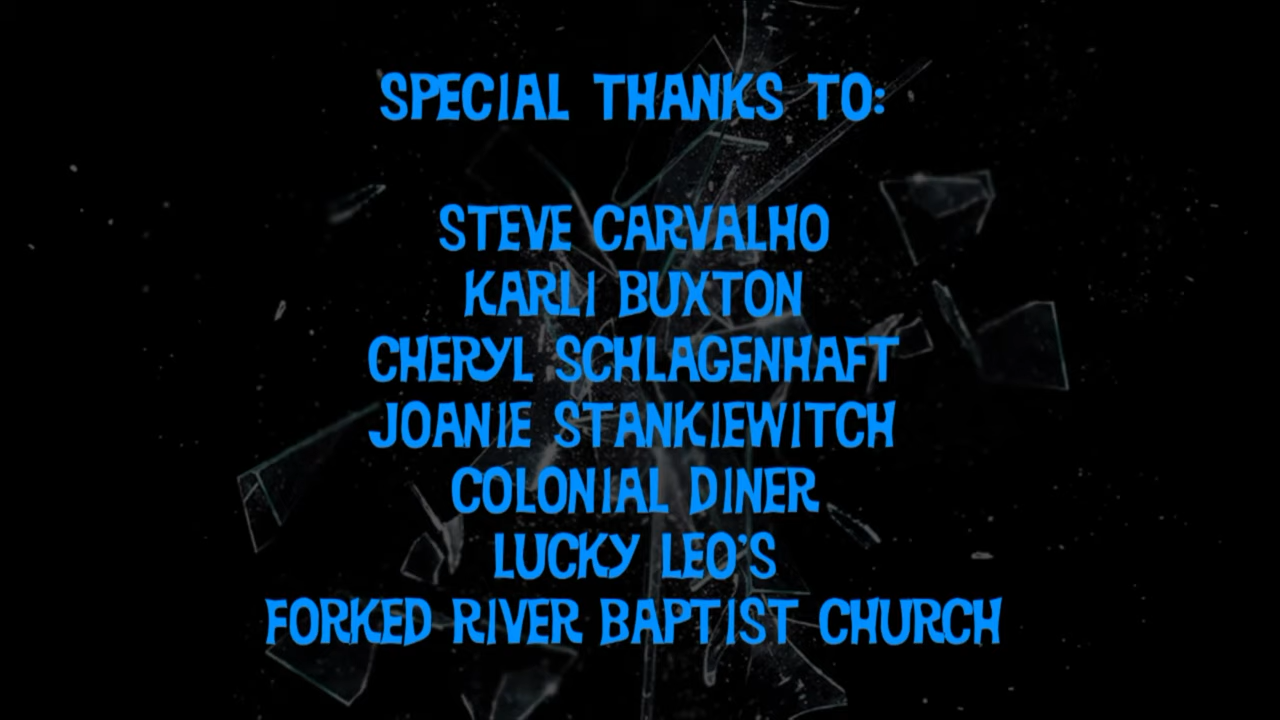 SPECIAL THANKS TO:
STEVE CARVALHO
KARLI BUXTON
CHERYL SCHLAGENHAFT
JOANIE STANKIEWITCH
COLONIAL DINER
LUCKY LEO'S
FORKED RIVER BAPTIST CHURCH